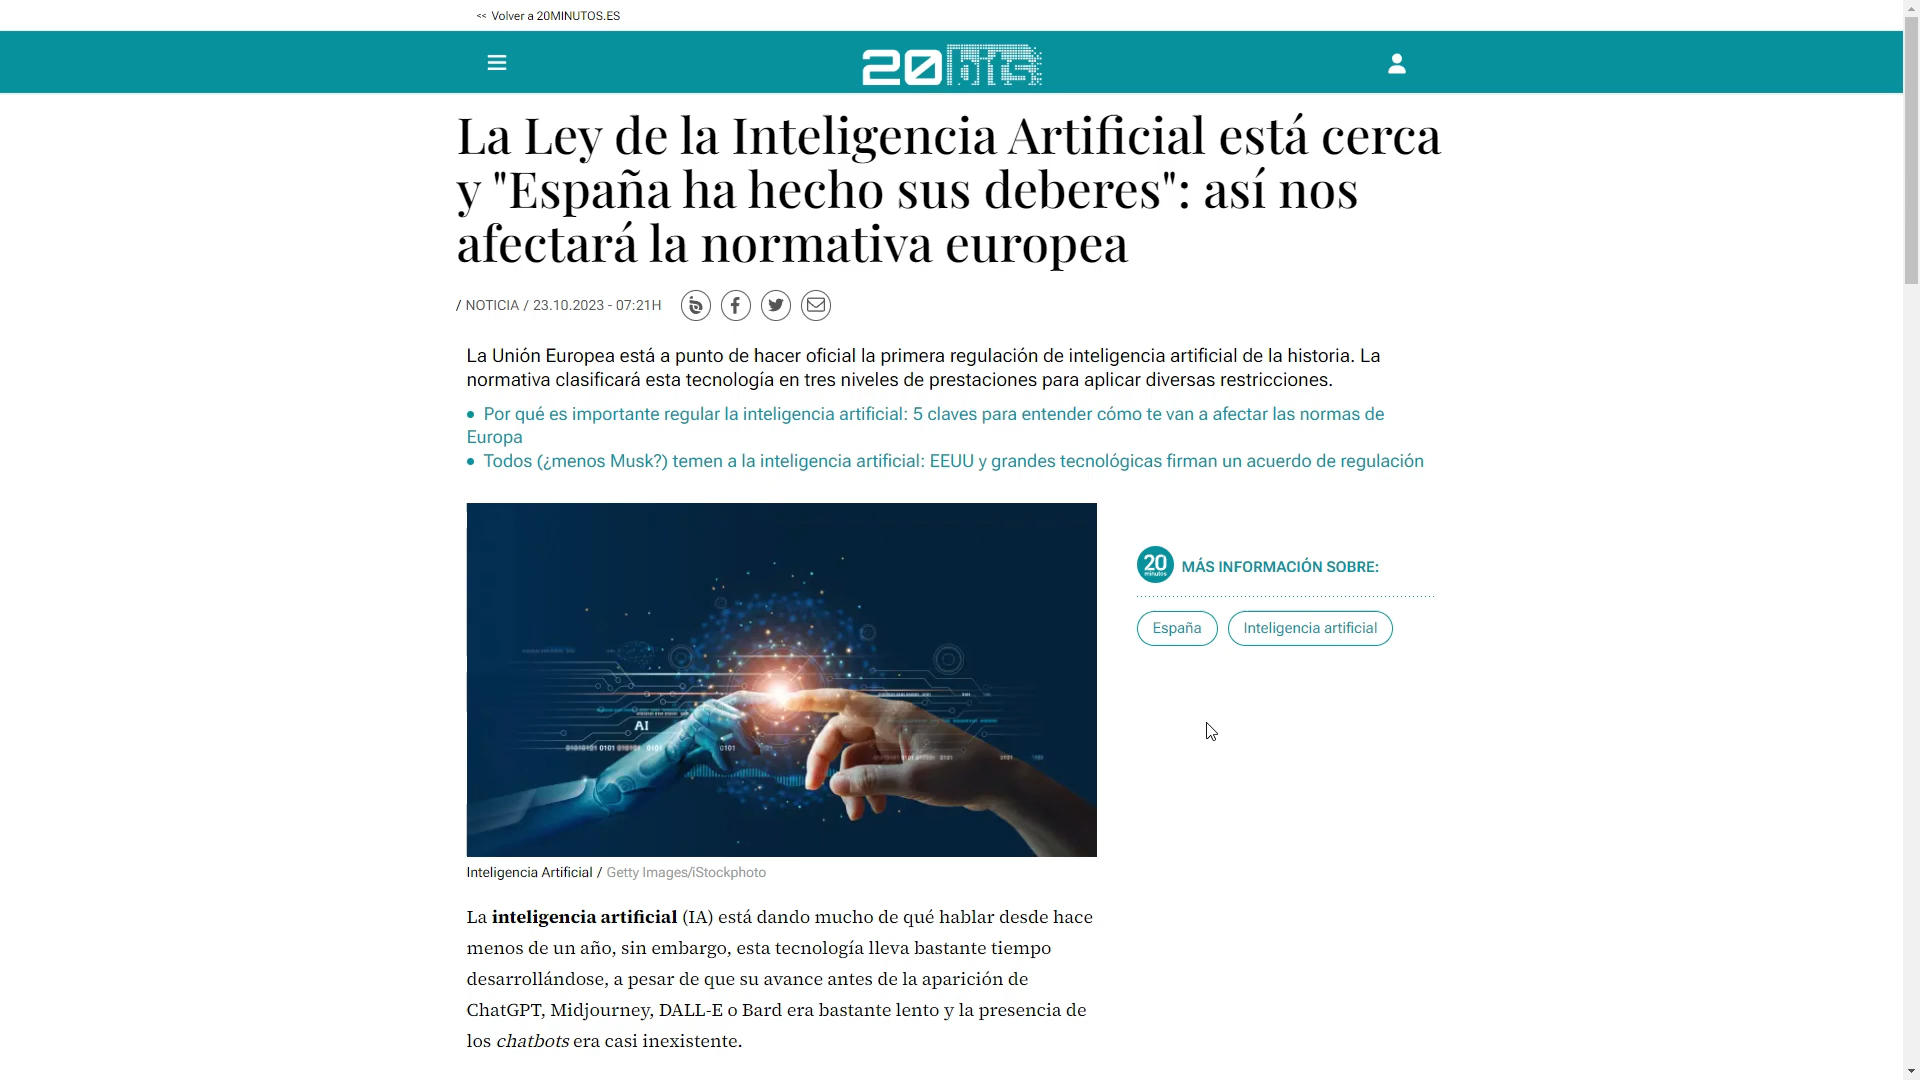 << Volver a 20MINUTOS.ES
20bits
La Ley de la Inteligencia Artificial está cerca
y "España ha hecho sus deberes": así nos
afectará la normativa europea
/ NOTICIA / 23.10.2023 - 07:21H
La Unión Europea está a punto de hacer oficial la primera regulación de inteligencia artificial de la historia. La
normativa clasificará esta tecnología en tres niveles de prestaciones para aplicar diversas restricciones.
• Por qué es importante regular la inteligencia artificial: 5 claves para entender cómo te van a afectar las normas de
Europa
• Todos (¿menos Musk?) temen a la inteligencia artificial: EEUU y grandes tecnológicas firman un acuerdo de regulación
AI
0101
0101
0101
20
minutos
MÁS INFORMACIÓN SOBRE:
España
Inteligencia artificial
Inteligencia Artificial / Getty Images/iStockphoto
La inteligencia artificial (IA) está dando mucho de qué hablar desde hace
menos de un año, sin embargo, esta tecnología lleva bastante tiempo
desarrollándose, a pesar de que su avance antes de la aparición de
ChatGPT, Midjourney, DALL-E o Bard era bastante lento y la presencia de
los chatbots era casi inexistente.